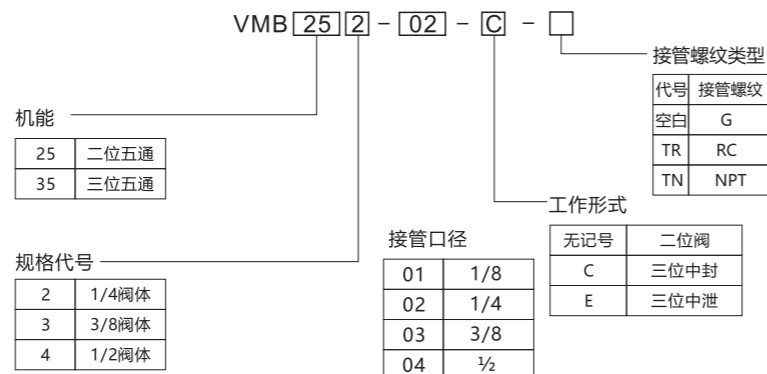 VMB 25 2 - 02 - C -
接管螺纹类型
代号 接管螺纹
空白 G
TR RC
TN NPT
机能
25 二位五通
35 三位五通
工作形式
无记号 二位阀
C 三位中封
E 三位中泄
规格代号
2 1/4阀体
3 3/8阀体
4 1/2阀体
接管口径
01 1/8
02 1/4
03 3/8
04 ½